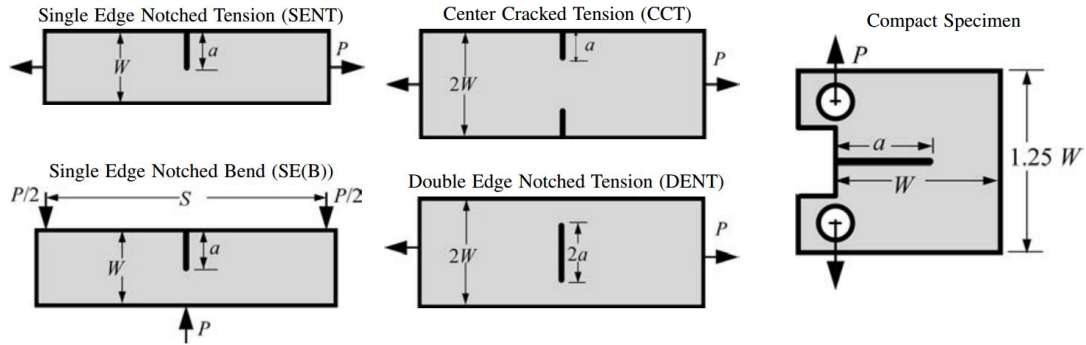 Single Edge Notched Tension (SENT)
W
a
P
Center Cracked Tension (CCT)
2W
a
P
Compact Specimen
P
a
W
1.25 W
Single Edge Notched Bend (SE(B))
P/2
S
P/2
W
a
P
Double Edge Notched Tension (DENT)
2W
2a
P